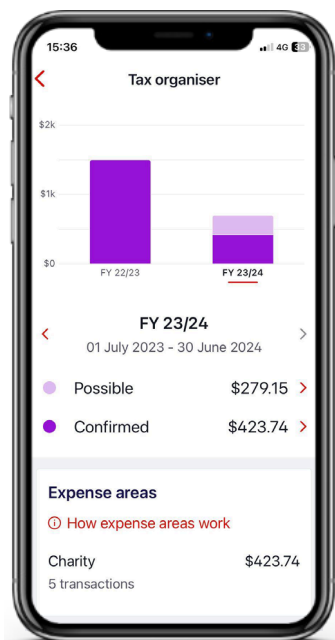 15:36 4G 33
Tax organiser
$2k
$1k
$0
FY 22/23 FY 23/24
FY 23/24
01 July 2023 - 30 June 2024
Possible $279.15
Confirmed $423.74
Expense areas
How expense areas work
Charity $423.74
5 transactions